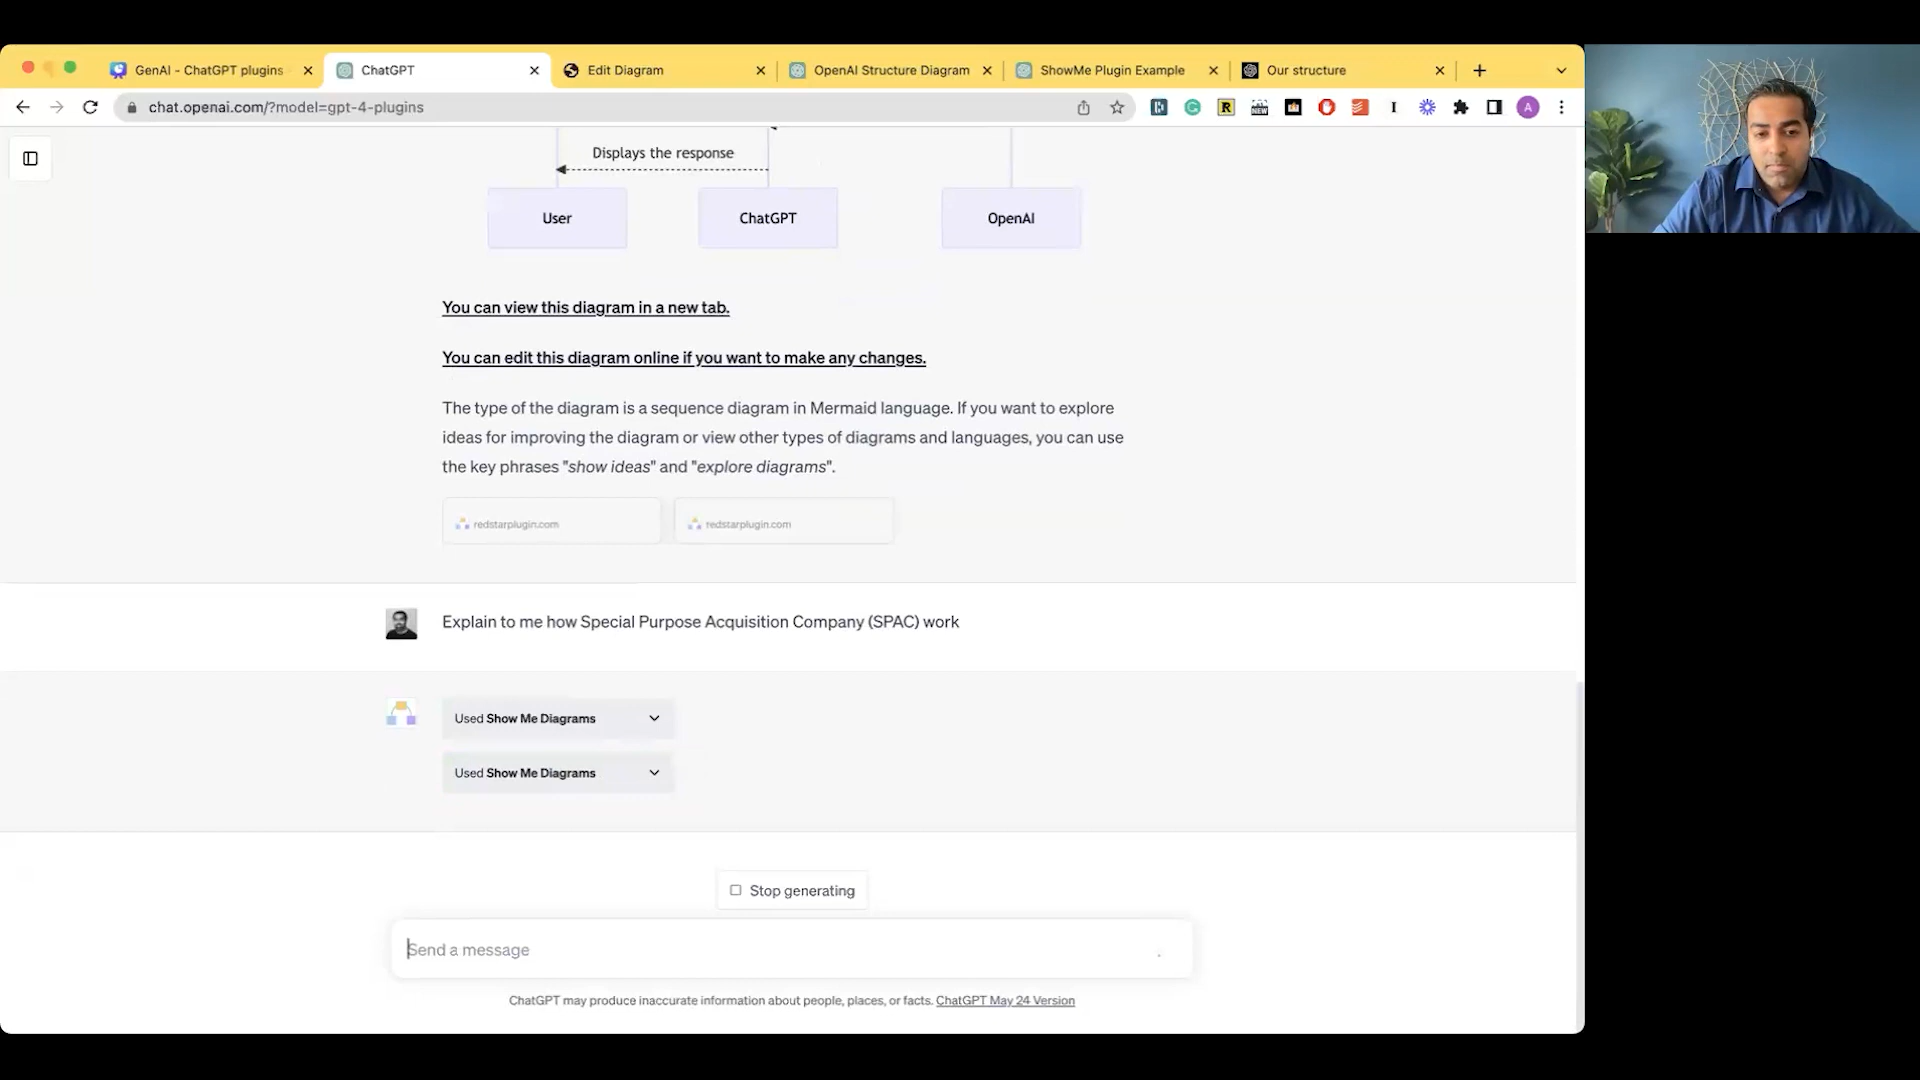 GenAI - ChatGPT plugins
ChatGPT
Edit Diagram
OpenAI Structure Diagram
ShowMe Plugin Example
Our structure
chat.openai.com/?model=gpt-4-plugins
R
NEW
I
A
Displays the response
User
ChatGPT
OpenAI
You can view this diagram in a new tab.
You can edit this diagram online if you want to make any changes.
The type of the diagram is a sequence diagram in Mermaid language. If you want to explore
ideas for improving the diagram or view other types of diagrams and languages, you can use
the key phrases "show ideas" and "explore diagrams".
redstarplugin.com
redstarplugin.com
Explain to me how Special Purpose Acquisition Company (SPAC) work
Used Show Me Diagrams
Used Show Me Diagrams
Stop generating
Send a message
ChatGPT may produce inaccurate information about people, places, or facts. ChatGPT May 24 Version